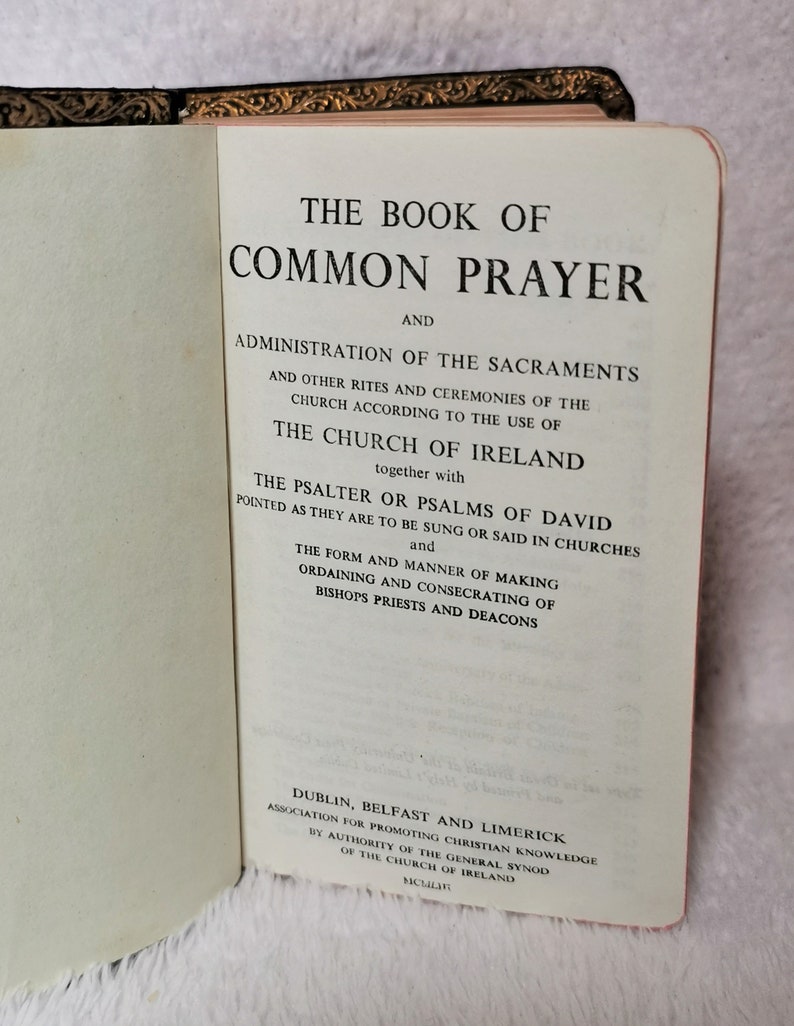 THE BOOK OF
COMMON PRAYER
AND
ADMINISTRATION OF THE SACRAMENTS
AND OTHER RITES AND CEREMONIES OF THE
CHURCH ACCORDING TO THE USE OF
THE CHURCH OF IRELAND
together with
THE PSALTER OR PSALMS OF DAVID
POINTED AS THEY ARE TO BE SUNG OR SAID IN CHURCHES
and
THE FORM AND MANNER OF MAKING
ORDAINING AND CONSECRATING OF
BISHOPS PRIESTS AND DEACONS
DUBLIN, BELFAST AND LIMERICK
ASSOCIATION FOR PROMOTING CHRISTIAN KNOWLEDGE
BY AUTHORITY OF THE GENERAL SYNOD
OF THE CHURCH OF IRELAND